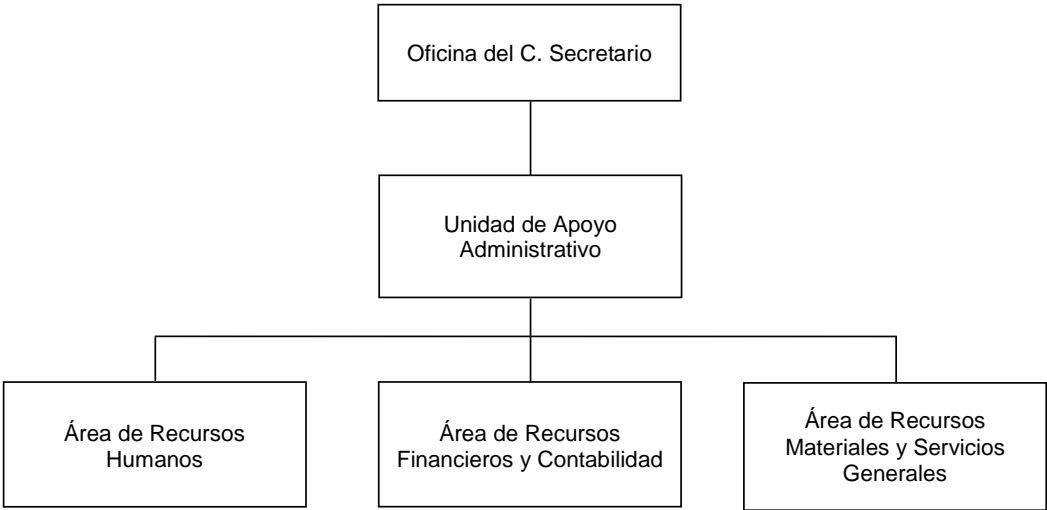 Oficina del C. Secretario
Unidad de Apoyo
Administrativo
Área de Recursos
Humanos
Área de Recursos
Financieros y Contabilidad
Área de Recursos
Materiales y Servicios
Generales